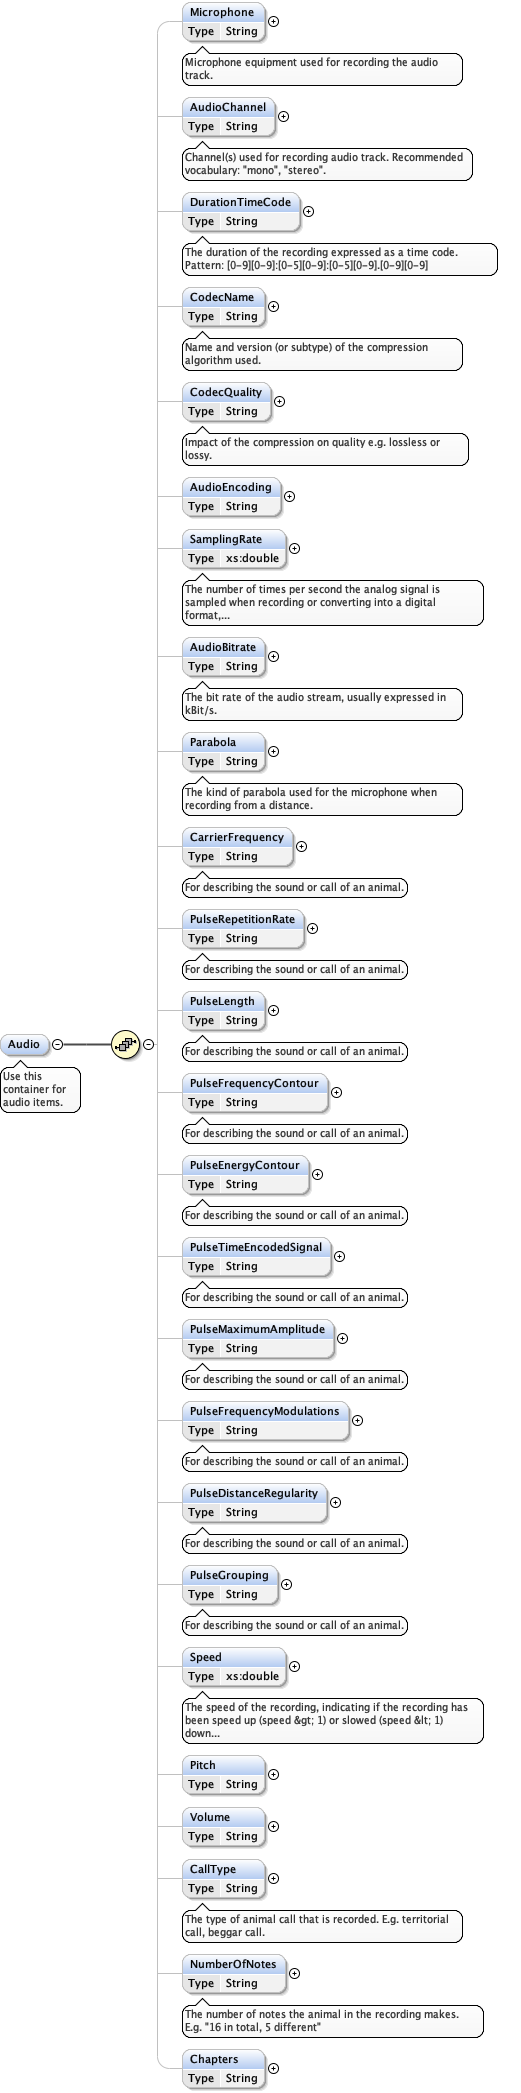 Microphone
Type String
Microphone equipment used for recording the audio
track.
AudioChannel
Type String
Channel(s) used for recording audio track. Recommended
vocabulary: "mono", "stereo".
DurationTimeCode
Type String
The duration of the recording expressed as a time code.
Pattern: [0-9][0-9]:[0-5][0-9]:[0-5][0-9].[0-9][0-9]
CodecName
Type String
Name and version (or subtype) of the compression
algorithm used.
CodecQuality
Type String
Impact of the compression on quality e.g. lossless or
lossy.
AudioEncoding
Type String
SamplingRate
Type xs:double
The number of times per second the analog signal is
sampled when recording or converting into a digital
format,...
AudioBitrate
Type String
The bit rate of the audio stream, usually expressed in
kBit/s.
Parabola
Type String
The kind of parabola used for the microphone when
recording from a distance.
CarrierFrequency
Type String
For describing the sound or call of an animal.
PulseRepetitionRate
Type String
For describing the sound or call of an animal.
PulseLength
Type String
For describing the sound or call of an animal.
Audio
Use this
container for
audio items.
PulseFrequencyContour
Type String
For describing the sound or call of an animal.
PulseEnergyContour
Type String
For describing the sound or call of an animal.
PulseTimeEncodedSignal
Type String
For describing the sound or call of an animal.
PulseMaximumAmplitude
Type String
For describing the sound or call of an animal.
PulseFrequencyModulations
Type String
For describing the sound or call of an animal.
PulseDistanceRegularity
Type String
For describing the sound or call of an animal.
PulseGrouping
Type String
For describing the sound or call of an animal.
Speed
Type xs:double
The speed of the recording, indicating if the recording has
been speed up (speed &gt; 1) or slowed (speed &lt; 1)
down...
Pitch
Type String
Volume
Type String
CallType
Type String
The type of animal call that is recorded. E.g. territorial
call, beggar call.
NumberOfNotes
Type String
The number of notes the animal in the recording makes.
E.g. "16 in total, 5 different"
Chapters
Type String